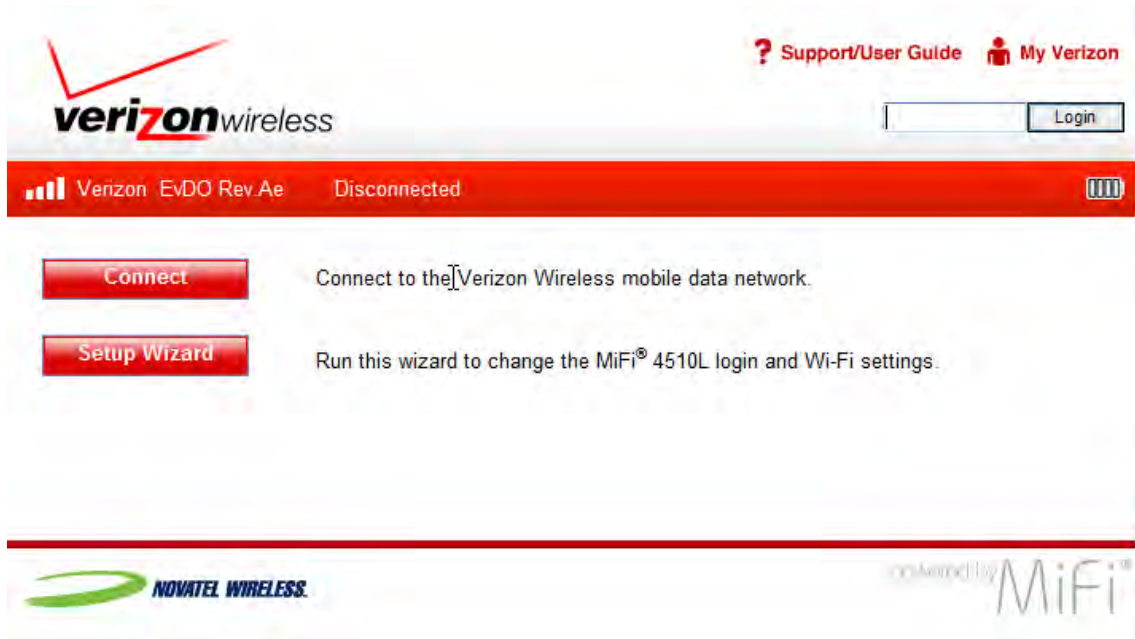 Support/User Guide
My Verizon
verizonwireless
Login
Verizon EvDO Rev.Ae Disconnected
Connect
Connect to the Verizon Wireless mobile data network.
Setup Wizard
Run this wizard to change the MiFi® 4510L login and Wi-Fi settings.
NOVATEL WIRELESS.
powered by MiFi®